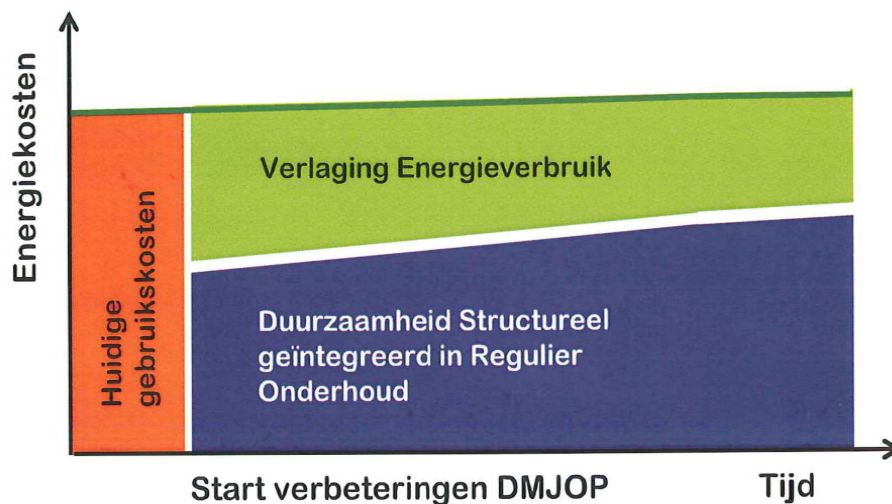 Energiekosten
Huidige
gebruikskosten
Verlaging Energieverbruik
Duurzaamheid Structureel
geïntegreerd in Regulier
Onderhoud
Start verbeteringen DMJOP
Tijd